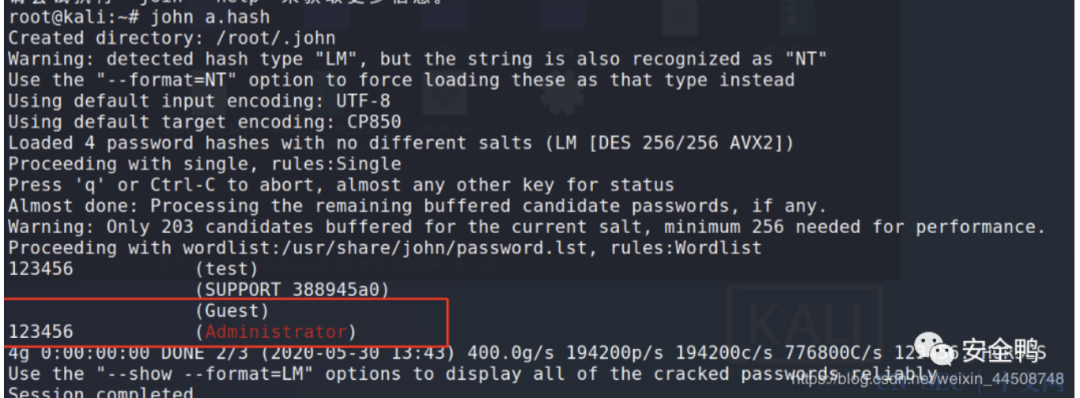 root@kali:~# john a.hash
Created directory: /root/.john
Warning: detected hash type "LM", but the string is also recognized as "NT"
Use the "--format=NT" option to force loading these as that type instead
Using default input encoding: UTF-8
Using default target encoding: CP850
Loaded 4 password hashes with no different salts (LM [DES 256/256 AVX2])
Proceeding with single, rules:Single
Press 'q' or Ctrl-C to abort, almost any other key for status
Almost done: Processing the remaining buffered candidate passwords, if any.
Warning: Only 203 candidates buffered for the current salt, minimum 256 needed for performance.
Proceeding with wordlist:/usr/share/john/password.lst, rules:Wordlist
123456 (test)
(SUPPORT_388945a0)
(Guest)
123456 (Administrator)
KALI
4g 0:00:00:00 DONE 2/3 (2020-05-30 13:43) 400.0g/s 194200p/s 194200c/s 776800C/s
安全鸭
Use the "--show --format=LM" options to display all of the cracked passwords reliably
https://blog.csdn.net/weixin_44508748
Session completed